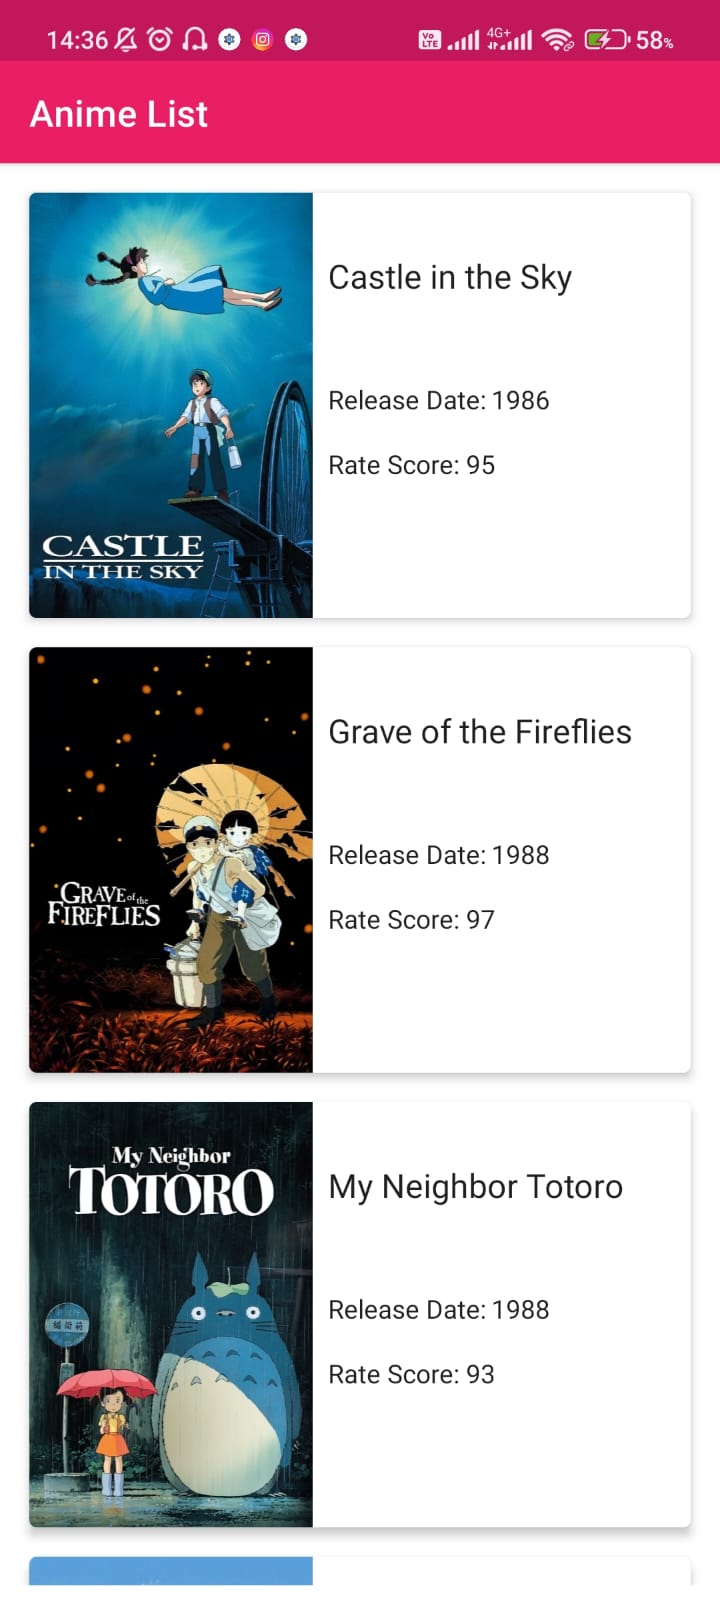 14:36 Vo LTE 4G+ 58%
Anime List
CASTLE
IN THE SKY
Castle in the Sky
Release Date: 1986
Rate Score: 95
GRAVE of the
FIREFLIES
Grave of the Fireflies
Release Date: 1988
Rate Score: 97
My Neighbor
TOTORO
My Neighbor Totoro
Release Date: 1988
Rate Score: 93